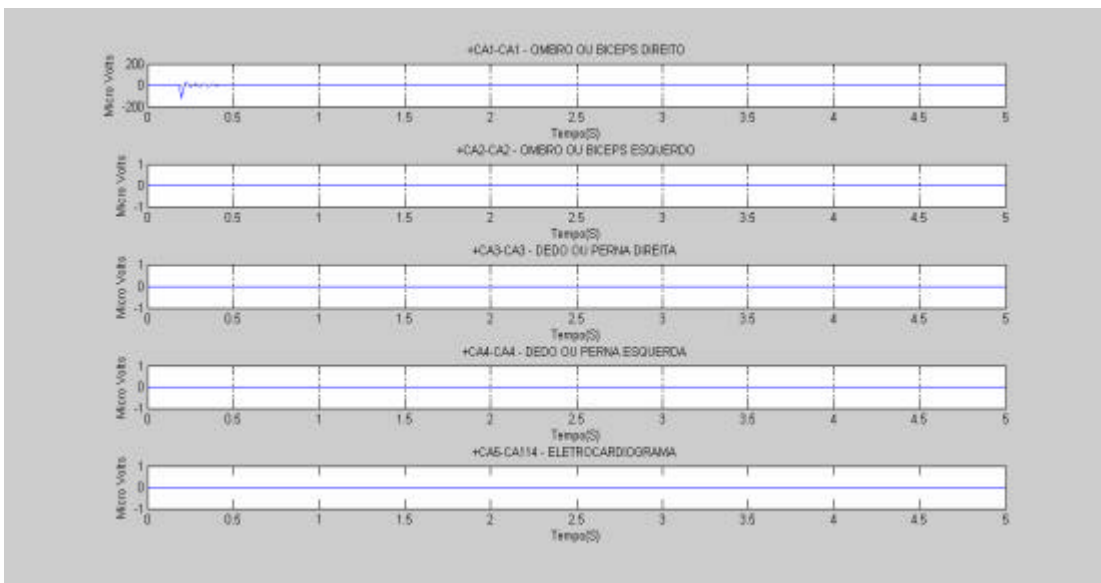 +CA1-CA1 - OMBRO OU BICEPS DIREITO
Micro Volts
200
0
-200
0 0.5 1 1.5 2 2.5 3 3.5 4 4.5 5
Tempo(S)
+CA2-CA2 - OMBRO OU BICEPS ESQUERDO
Micro Volts
1
0
-1
0 0.5 1 1.5 2 2.5 3 3.5 4 4.5 5
Tempo(S)
+CA3-CA3 - DEDO OU PERNA DIREITA
Micro Volts
1
0
-1
0 0.5 1 1.5 2 2.5 3 3.5 4 4.5 5
Tempo(S)
+CA4-CA4 - DEDO OU PERNA ESQUERDA
Micro Volts
1
0
-1
0 0.5 1 1.5 2 2.5 3 3.5 4 4.5 5
Tempo(S)
+CA5-CA114 - ELETROCARDIOGRAMA
Micro Volts
1
0
-1
0 0.5 1 1.5 2 2.5 3 3.5 4 4.5 5
Tempo(S)